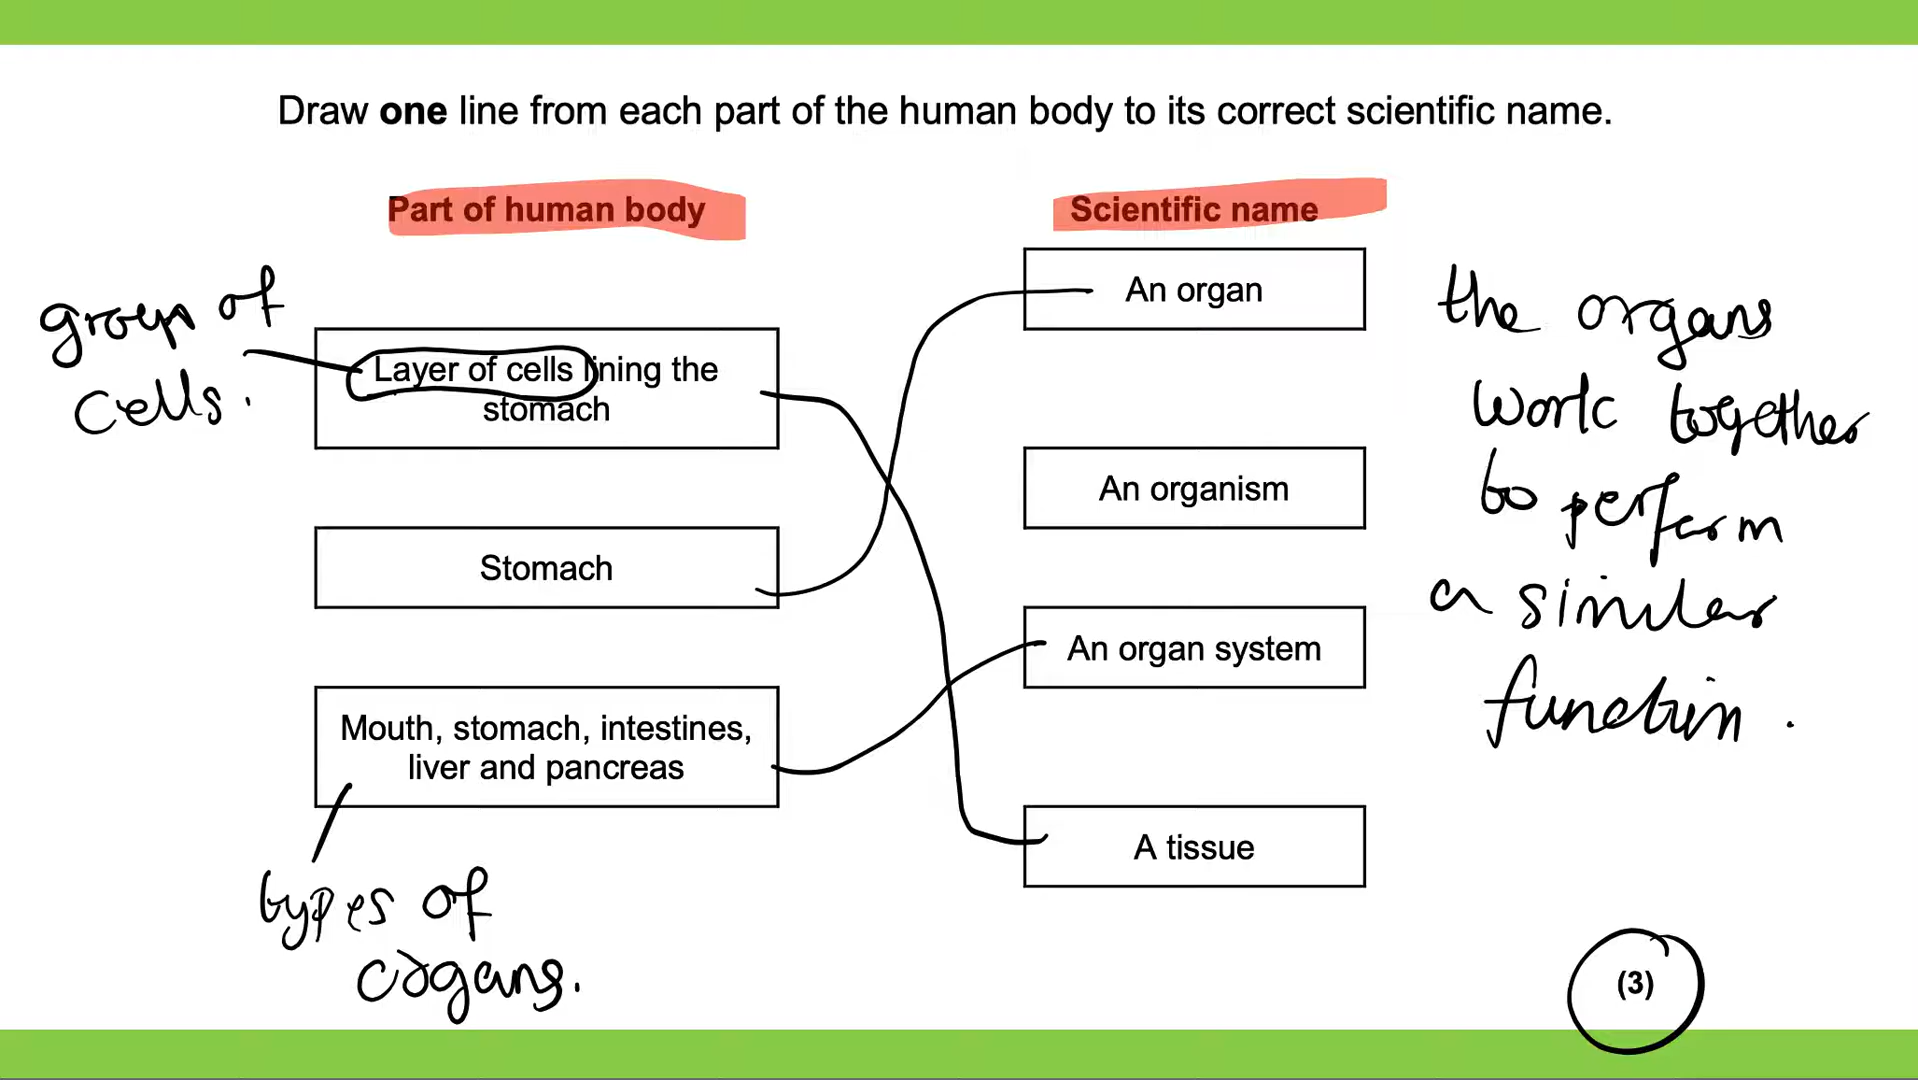 Draw one line from each part of the human body to its correct scientific name.
Part of human body
Scientific name
group of
cells.
Layer of cells lining the
stomach
Stomach
Mouth, stomach, intestines,
liver and pancreas
types of
organs.
An organ
An organism
An organ system
A tissue
the organs
work together
to perform
a similar
function.
(3)